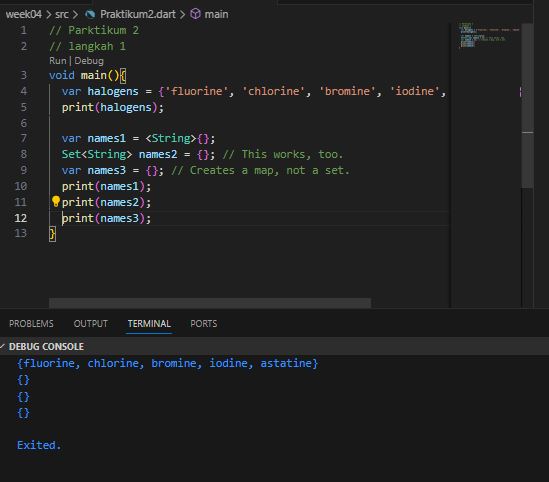 week04 > src > Praktikum2.dart > main
1 // Parktikum 2
2 // langkah 1
Run | Debug
3 void main(){
4 var halogens = {'fluorine', 'chlorine', 'bromine', 'iodine',
5 print(halogens);
6
7 var names1 = <String>{};
8 Set<String> names2 = {}; // This works, too.
9 var names3 = {}; // Creates a map, not a set.
10 print(names1);
11 print(names2);
12 print(names3);
13 }
PROBLEMS OUTPUT TERMINAL PORTS
DEBUG CONSOLE
{fluorine, chlorine, bromine, iodine, astatine}
{}
{}
{}
Exited.